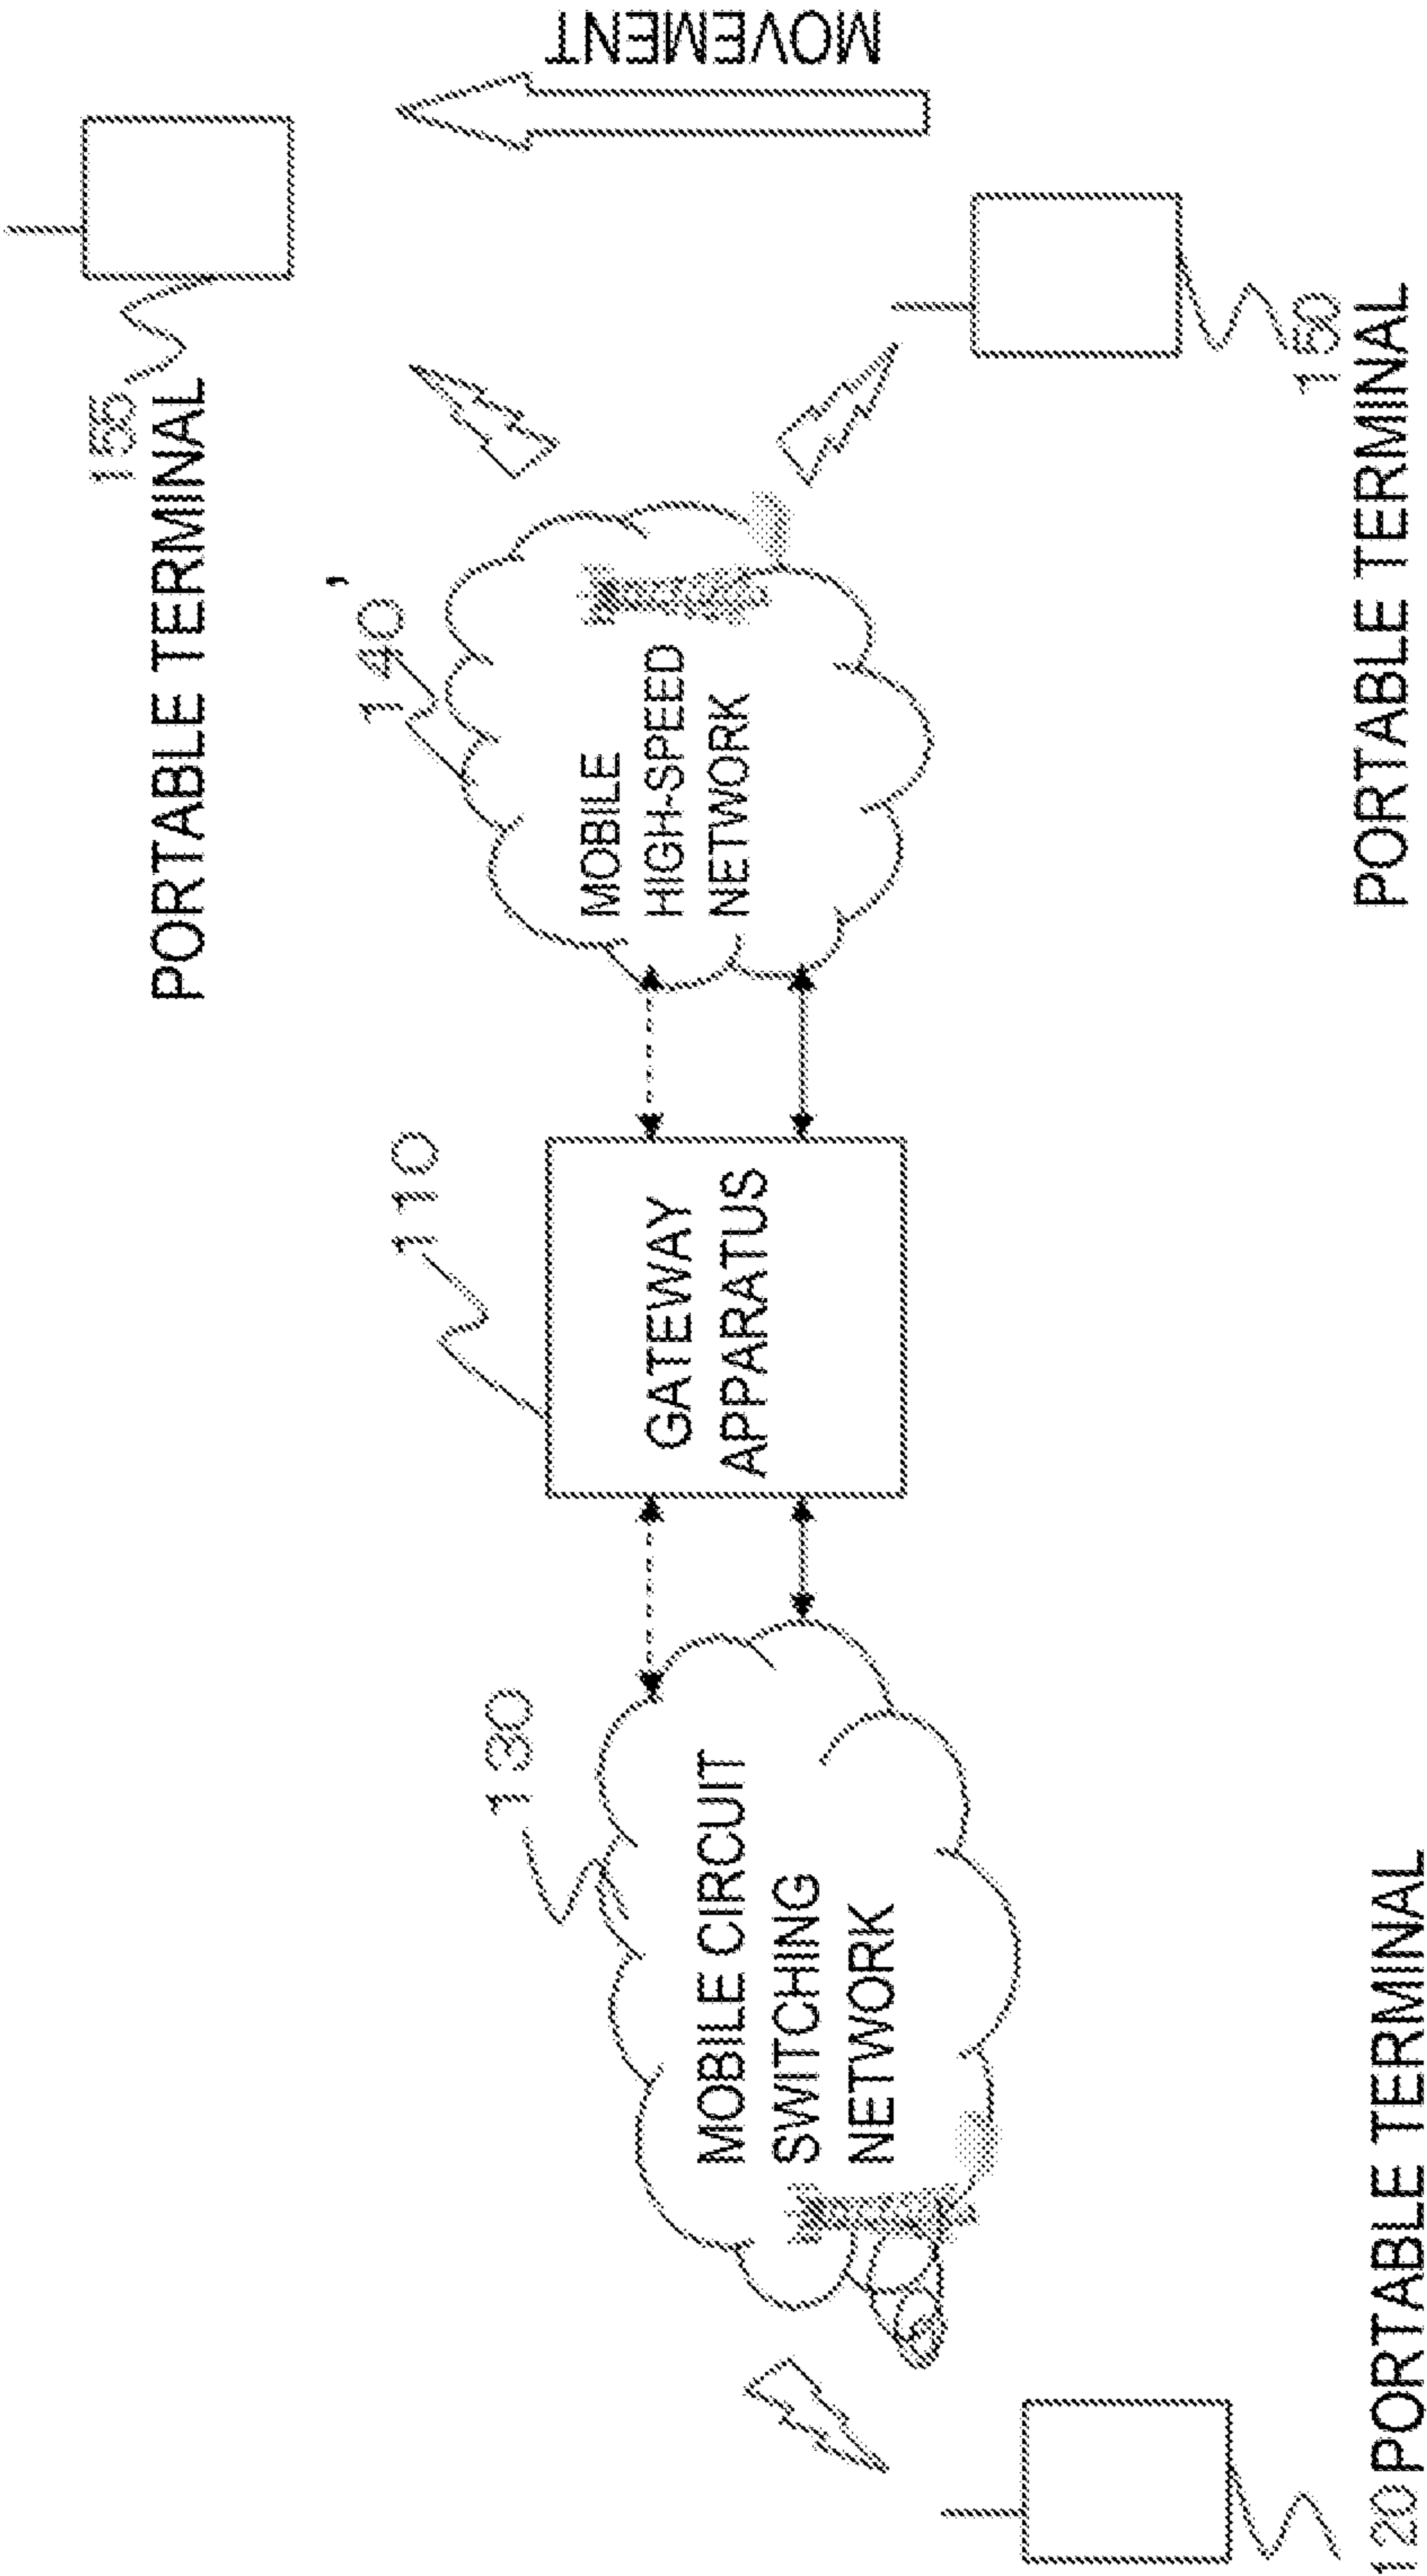 MOVEMENT
155
PORTABLE TERMINAL
140'
MOBILE
HIGH-SPEED
NETWORK
150
PORTABLE TERMINAL
110
GATEWAY
APPARATUS
130
MOBILE CIRCUIT
SWITCHING
NETWORK
120 PORTABLE TERMINAL